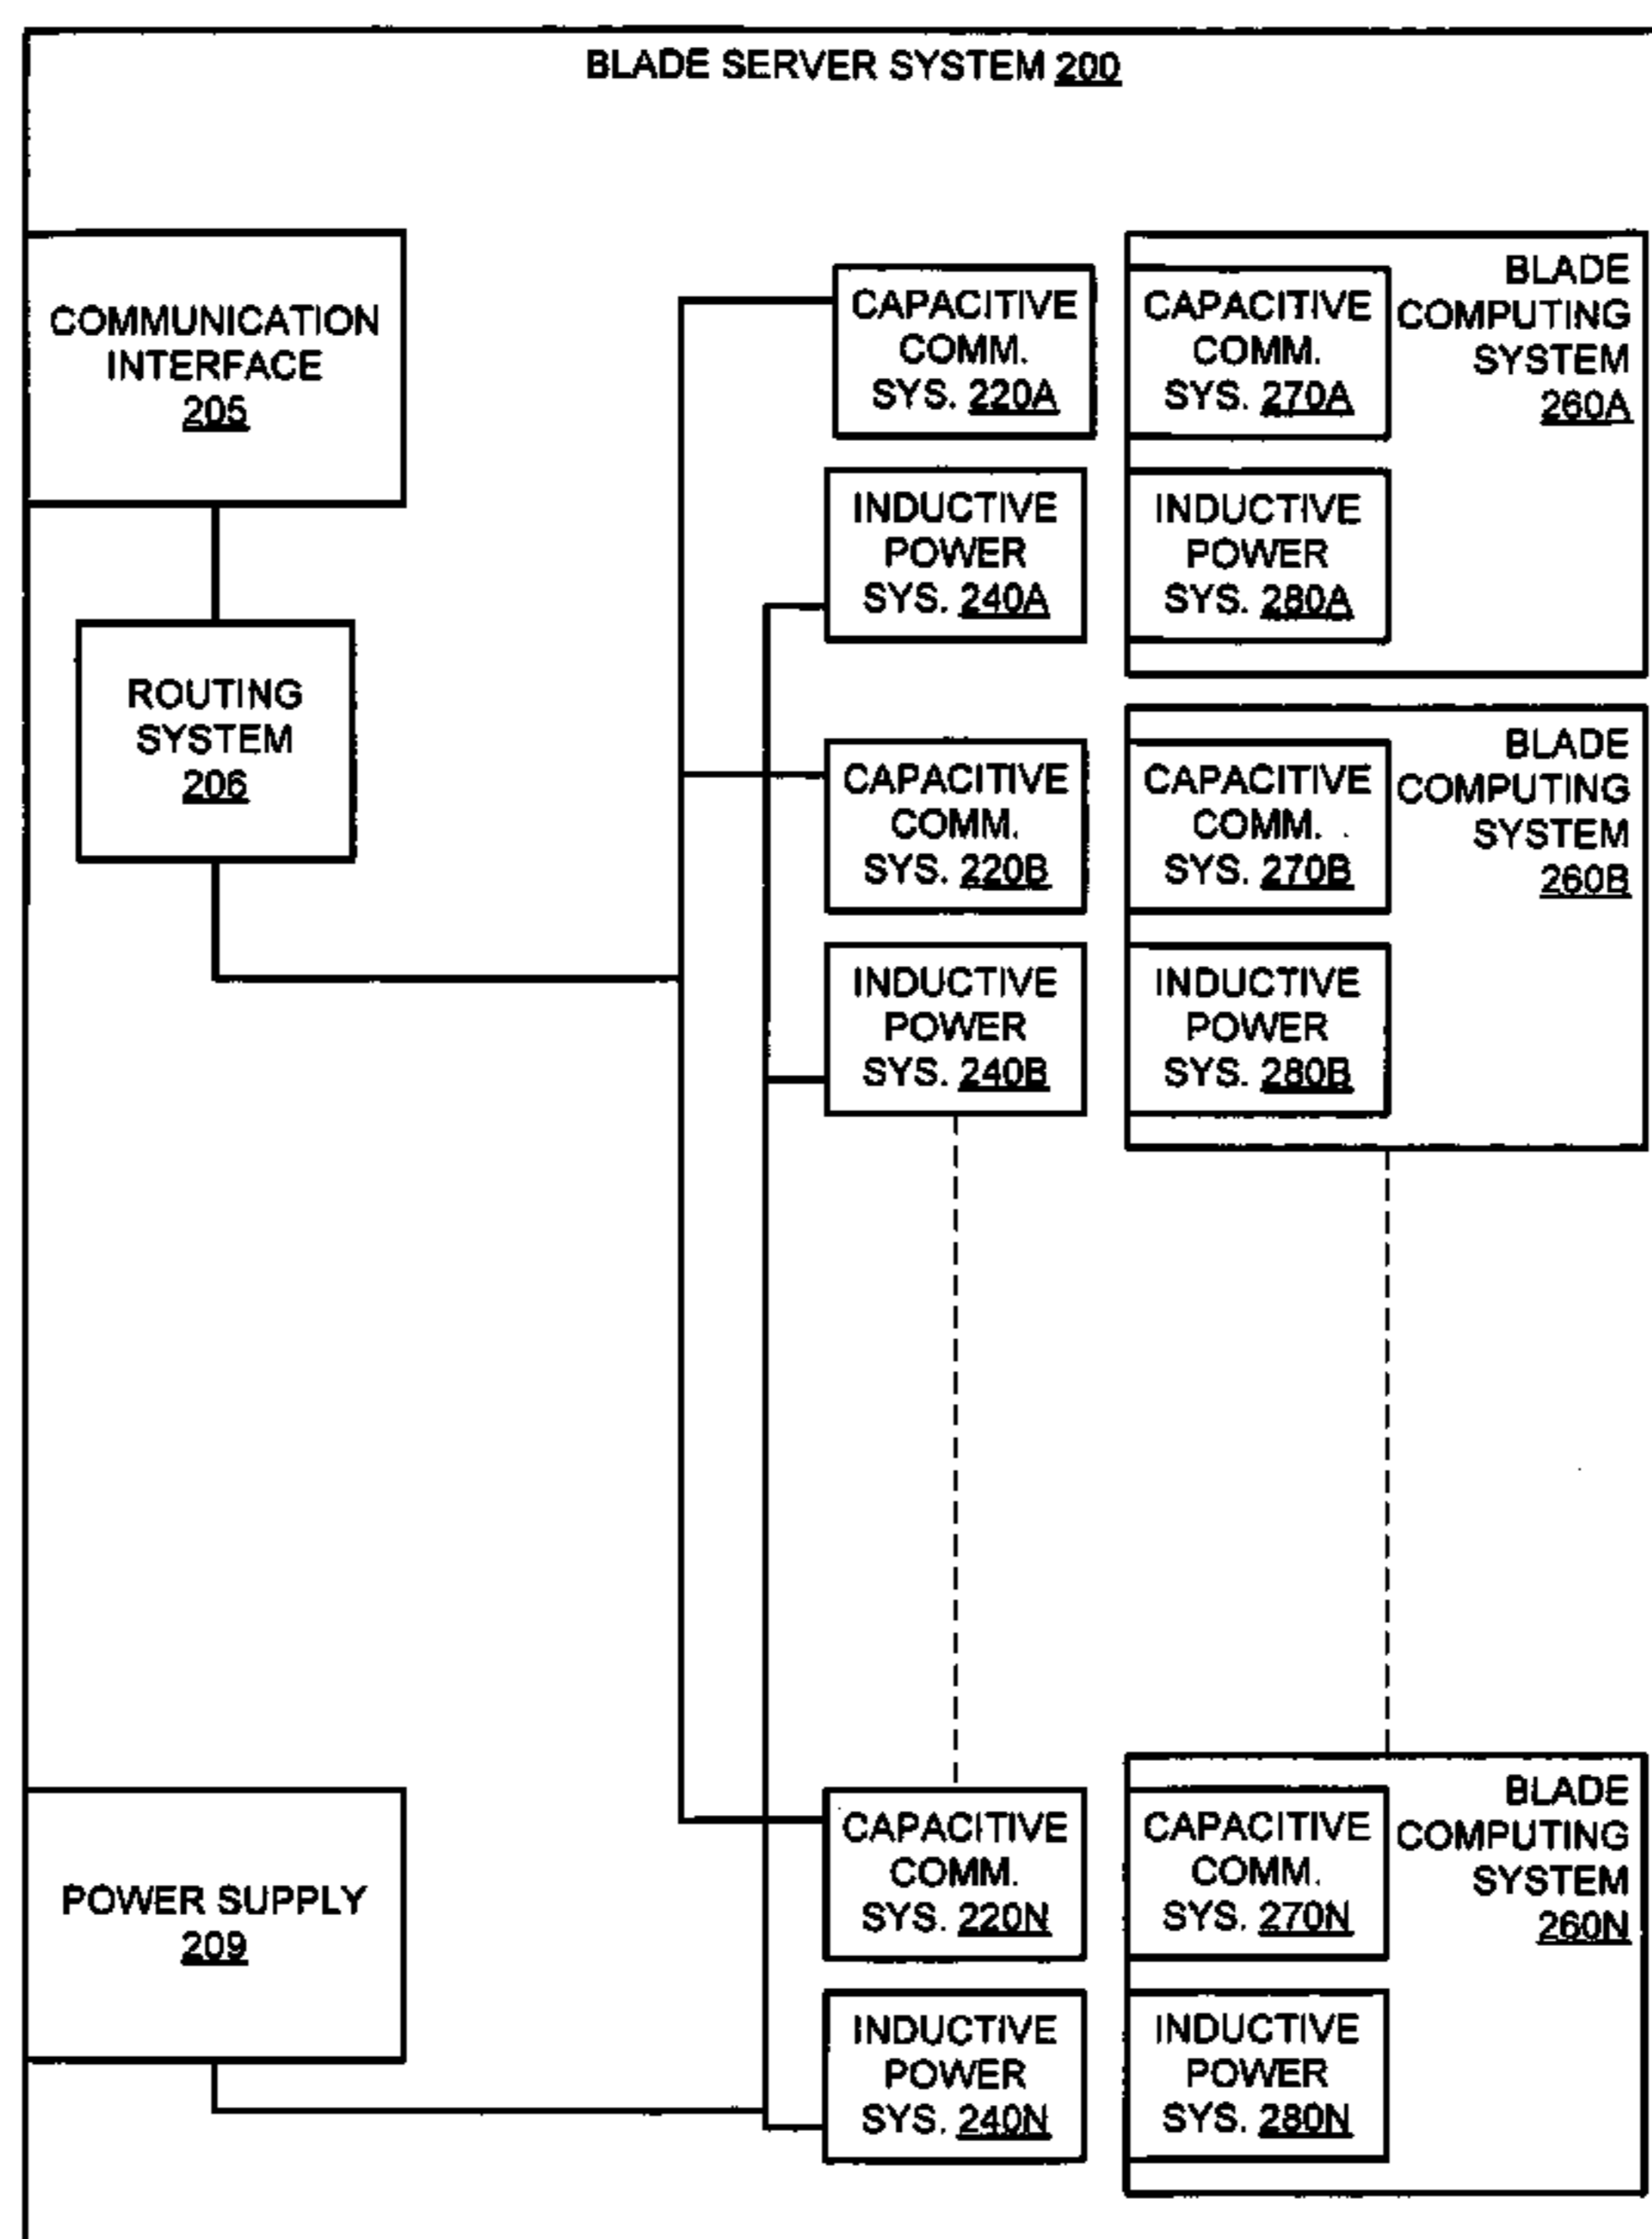 BLADE SERVER SYSTEM 200
COMMUNICATION
INTERFACE
205
ROUTING
SYSTEM
206
CAPACITIVE
COMM.
SYS. 220A
INDUCTIVE
POWER
SYS. 240A
CAPACITIVE
COMM.
SYS. 270A
INDUCTIVE
POWER
SYS. 280A
BLADE
COMPUTING
SYSTEM
260A
CAPACITIVE
COMM.
SYS. 220B
INDUCTIVE
POWER
SYS. 240B
CAPACITIVE
COMM.
SYS. 270B
INDUCTIVE
POWER
SYS. 280B
BLADE
COMPUTING
SYSTEM
260B
POWER SUPPLY
209
CAPACITIVE
COMM.
SYS. 220N
INDUCTIVE
POWER
SYS. 240N
CAPACITIVE
COMM.
SYS. 270N
INDUCTIVE
POWER
SYS. 280N
BLADE
COMPUTING
SYSTEM
260N